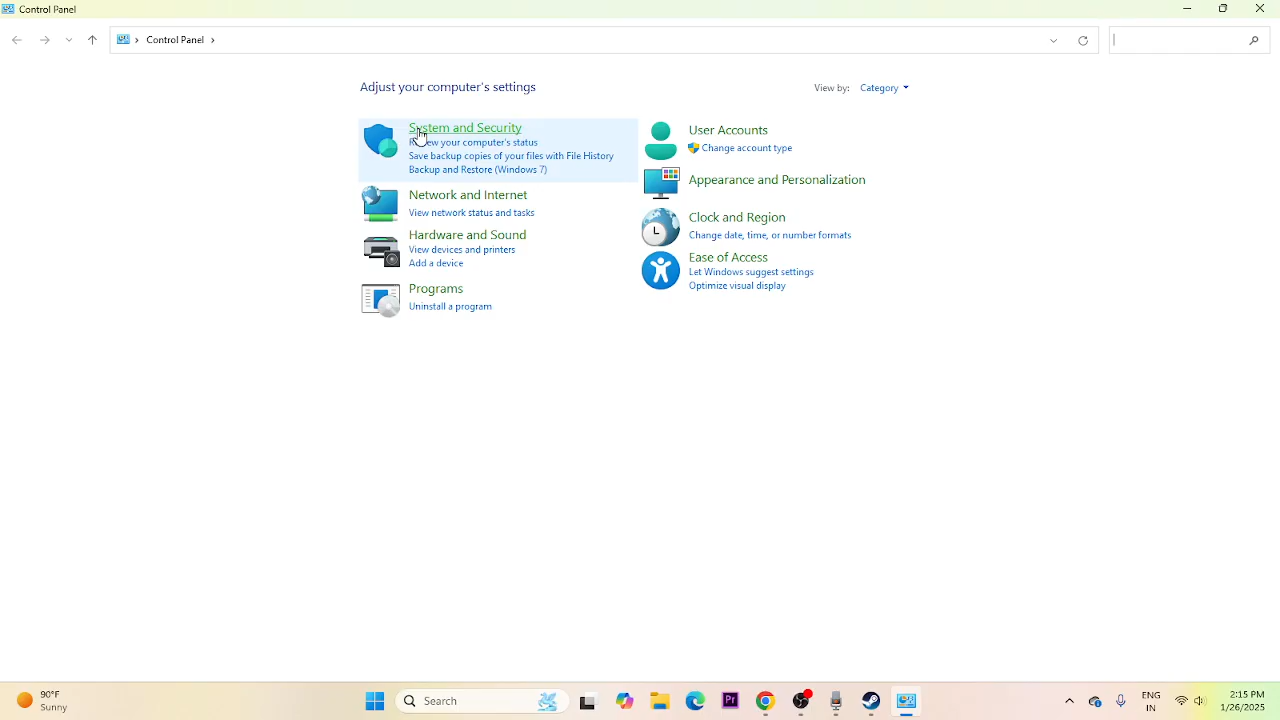 Control Panel
Control Panel
Adjust your computer's settings
View by: Category
System and Security
Save backup copies of your files with File History
Backup and Restore (Windows 7)
Network and Internet
View network status and tasks
Hardware and Sound
View devices and printers
Add a device
Programs
Uninstall a program
User Accounts
Change account type
Appearance and Personalization
Clock and Region
Change date, time, or number formats
Ease of Access
Let Windows suggest settings
Optimize visual display
90°F
Sunny
Search
Pr
ENG
IN
2:15 PM
1/26/2025